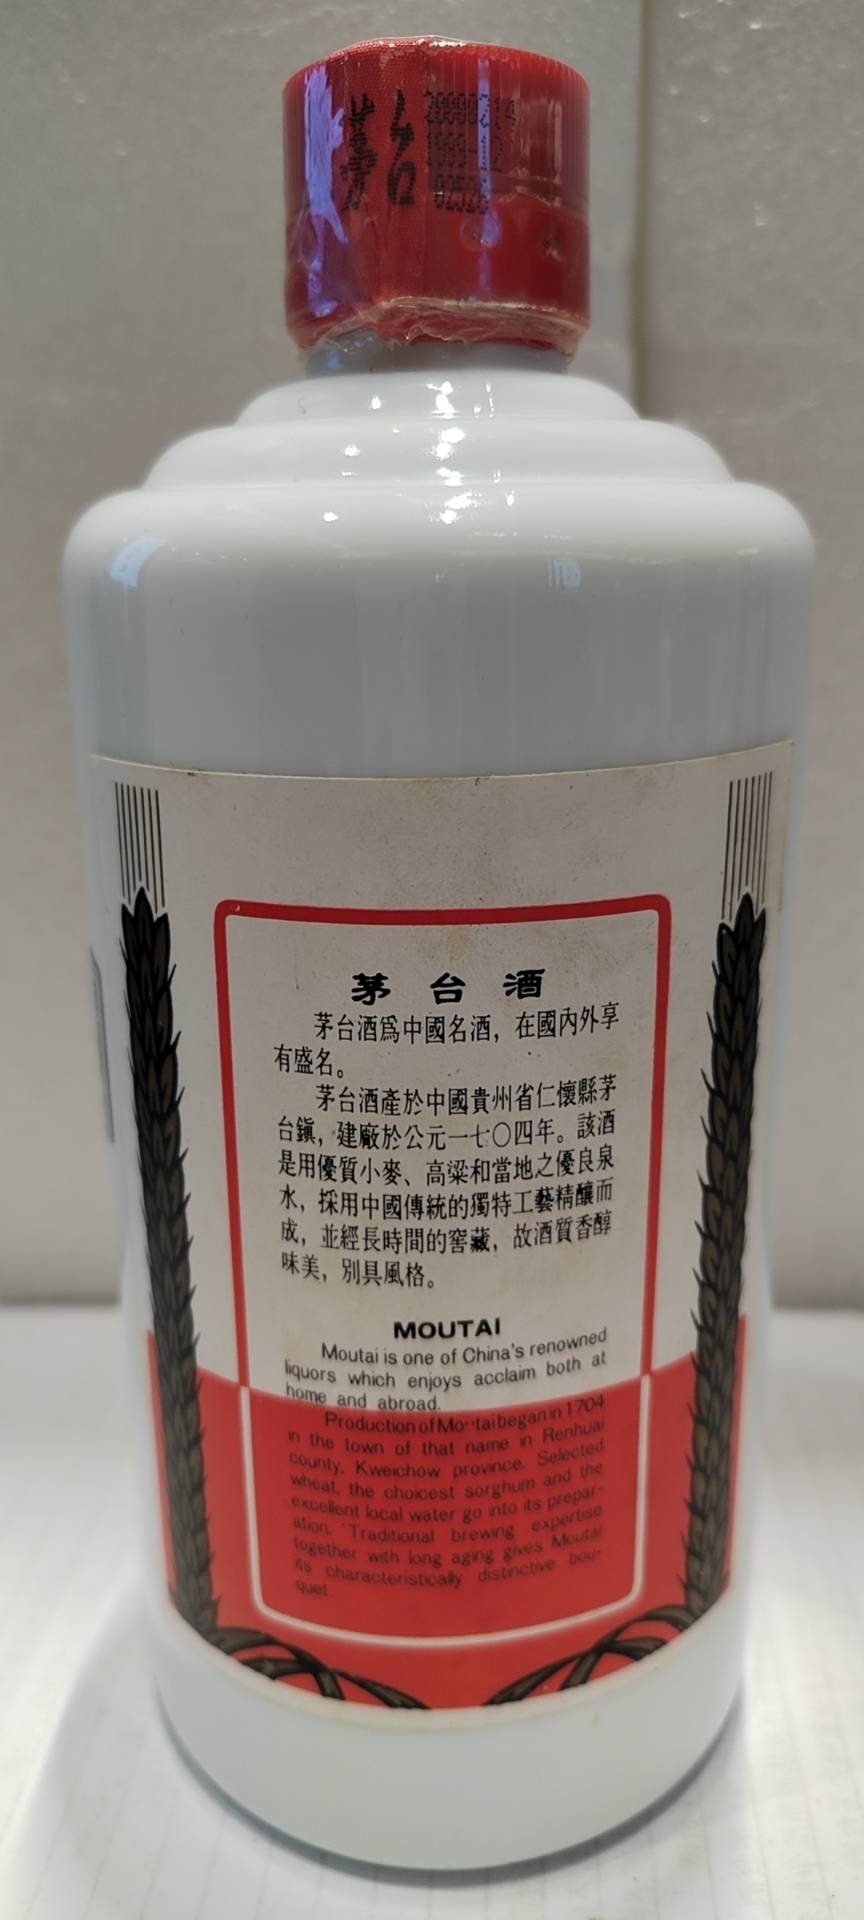 茅台
1999-12
02526
茅台酒
茅台酒爲中國名酒，在國內外享
有盛名。
茅台酒產於中國貴州省仁懷縣茅
台鎭，建廠於公元一七〇四年。該酒
是用優質小麥、高粱和當地之優良泉
水，採用中國傳統的獨特工藝精釀而
成，並經長時間的窖藏，故酒質香醇
味美，別具風格。
MOUTAI
Moutai is one of China's renowned
liquors which enjoys acclaim both at
home and abroad.
Production of Moutai began in 1704
in the town of that name in Renhuai
county, Kweichow province. Selected
wheat, the choicest sorghum and the
excellent local water go into its prepar-
ation. Traditional brewing expertise
together with long aging gives Moutai
its characteristically distinctive bou-
quet.